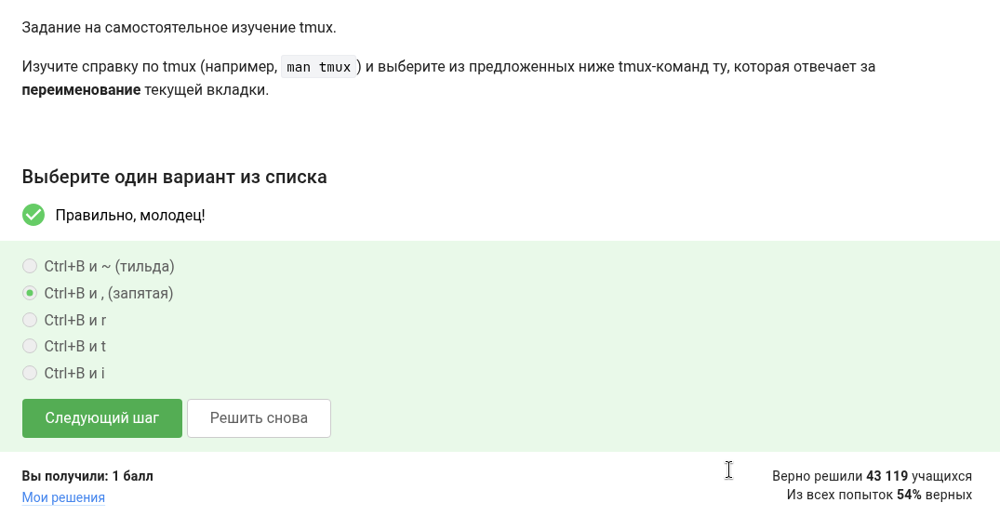 Задание на самостоятельное изучение tmux.
Изучите справку по tmux (например, man tmux ) и выберите из предложенных ниже tmux-команд ту, которая отвечает за
переименование текущей вкладки.
Выберите один вариант из списка
Правильно, молодец!
Ctrl+B и ~ (тильда)
Ctrl+B и , (запятая)
Ctrl+B и r
Ctrl+B и t
Ctrl+B и i
Следующий шаг
Решить снова
Вы получили: 1 балл
Мои решения
Верно решили 43 119 учащихся
Из всех попыток 54% верных